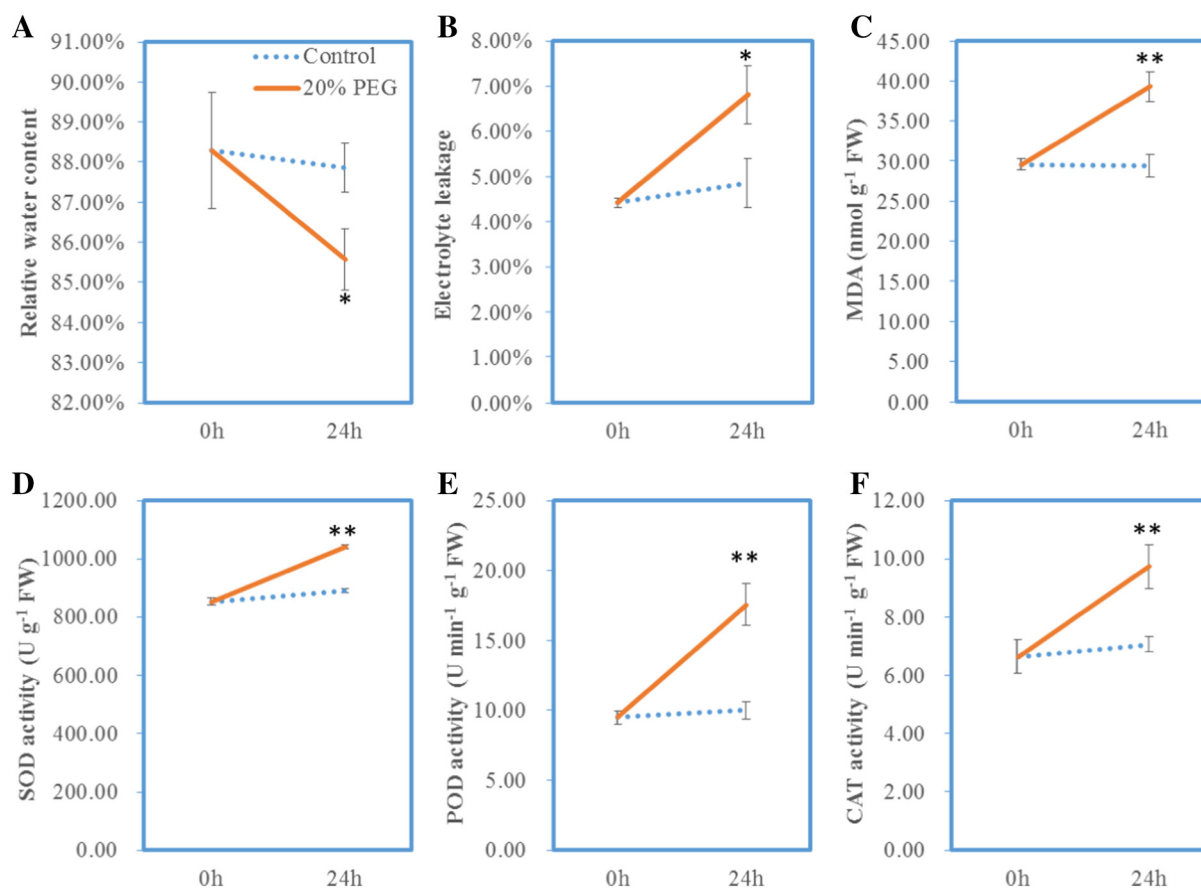 A
Relative water content
91.00%
90.00%
89.00%
88.00%
87.00%
86.00%
85.00%
84.00%
83.00%
82.00%
Control
20% PEG
*
0h 24h
B
Electrolyte leakage
8.00%
7.00%
6.00%
5.00%
4.00%
3.00%
2.00%
1.00%
0.00%
*
0h 24h
C
MDA (nmol g-1 FW)
45.00
40.00
35.00
30.00
25.00
20.00
15.00
10.00
5.00
0.00
**
0h 24h
D
SOD activity (U g-1 FW)
1200.00
1000.00
800.00
600.00
400.00
200.00
0.00
**
0h 24h
E
POD activity (U min-1 g-1 FW)
25.00
20.00
15.00
10.00
5.00
0.00
**
0h 24h
F
CAT activity (U min-1 g-1 FW)
12.00
10.00
8.00
6.00
4.00
2.00
0.00
**
0h 24h